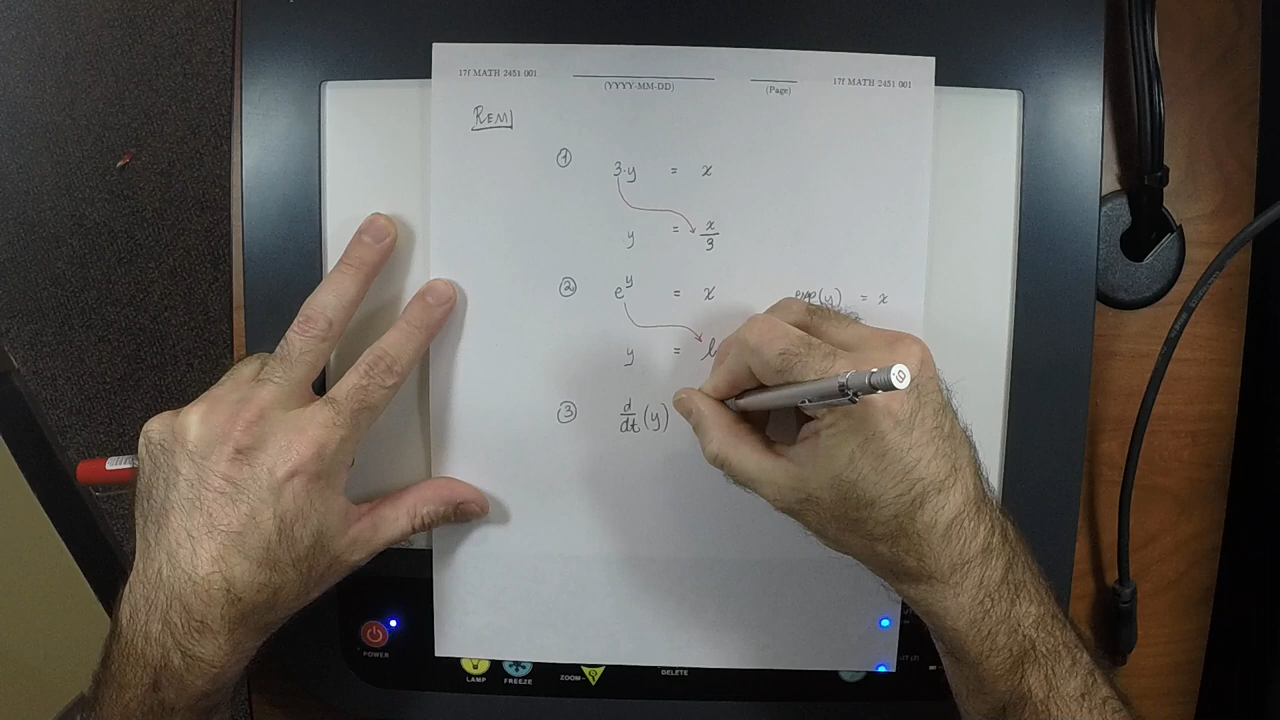 17f MATH 2451 001 (YYYY-MM-DD) (Page) 17f MATH 2451 001
REM
① 3·y = x
y = x/3
② e^y = x exp(y) = x
y = l
③ d/dt (y)
POWER
LAMP FREEZE ZOOM- DELETE